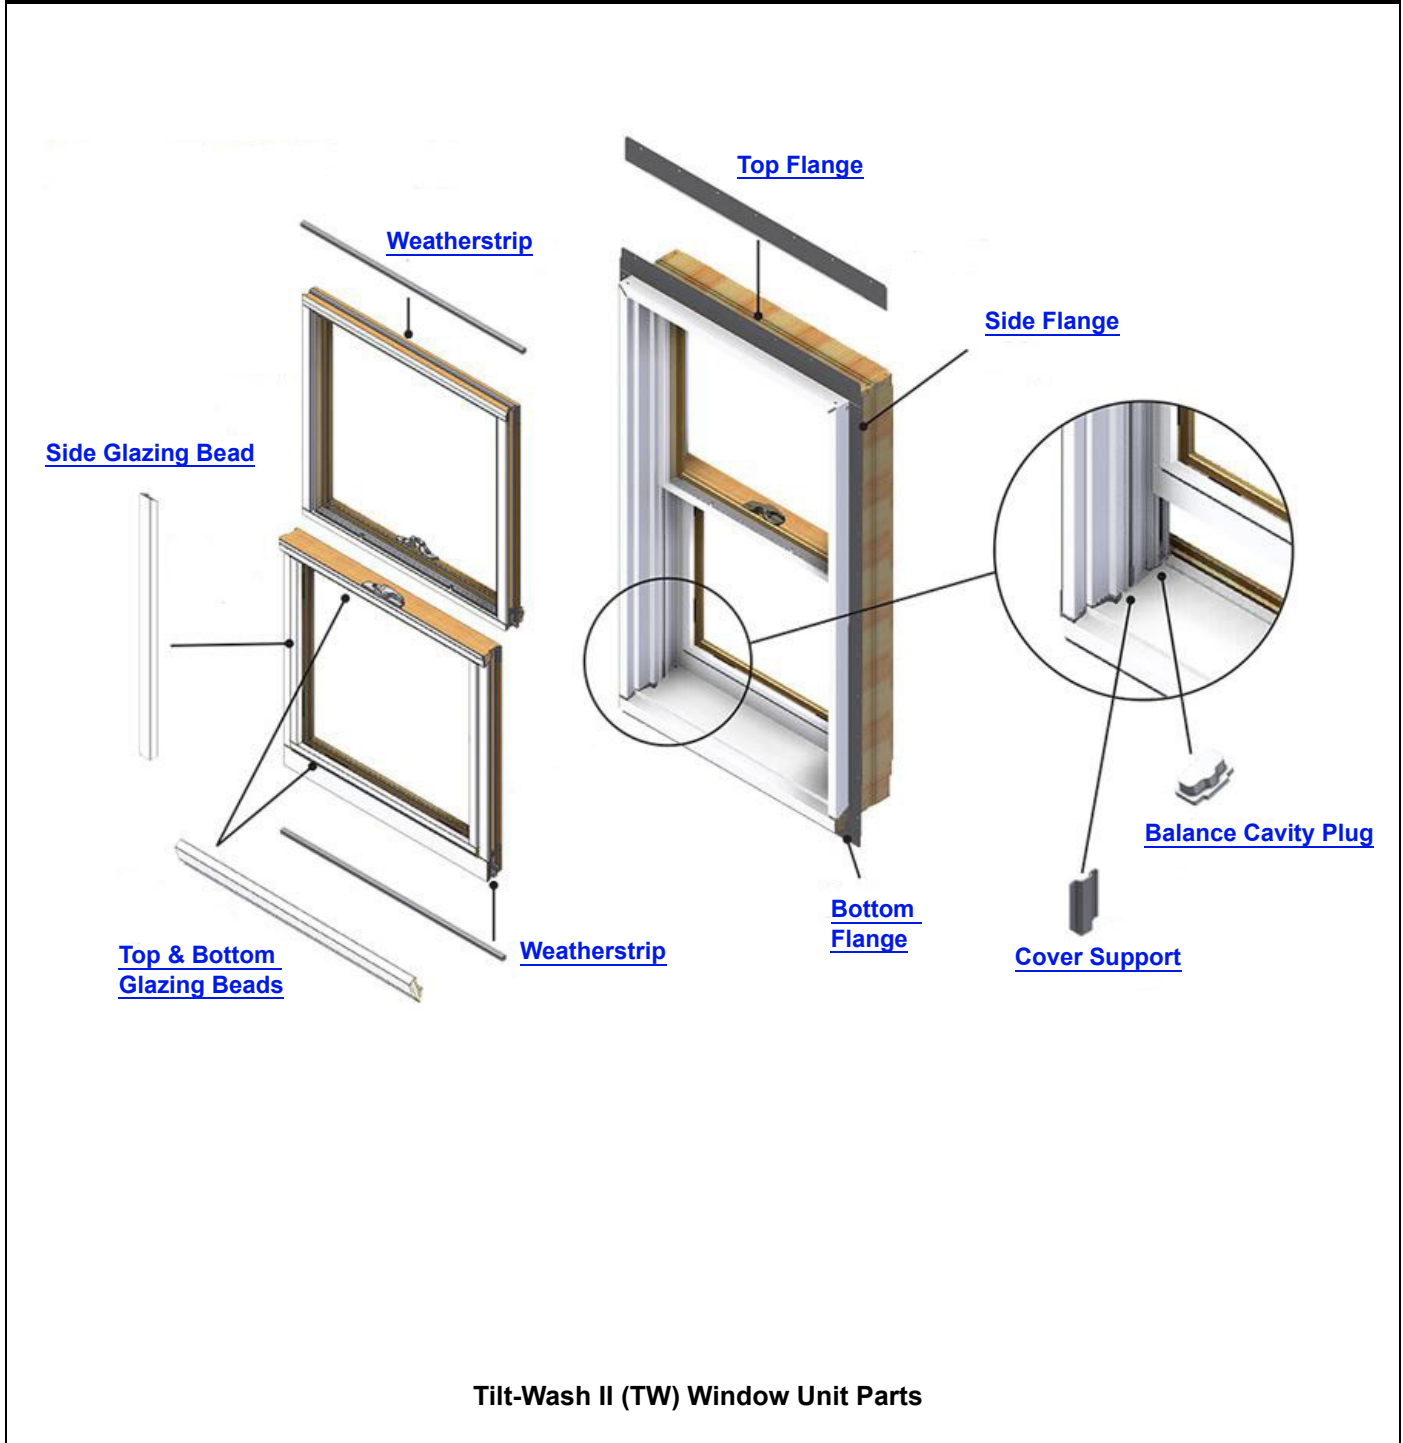 Top Flange
Weatherstrip
Side Flange
Side Glazing Bead
Balance Cavity Plug
Bottom
Flange
Top & Bottom
Glazing Beads
Weatherstrip
Cover Support
Tilt-Wash II (TW) Window Unit Parts